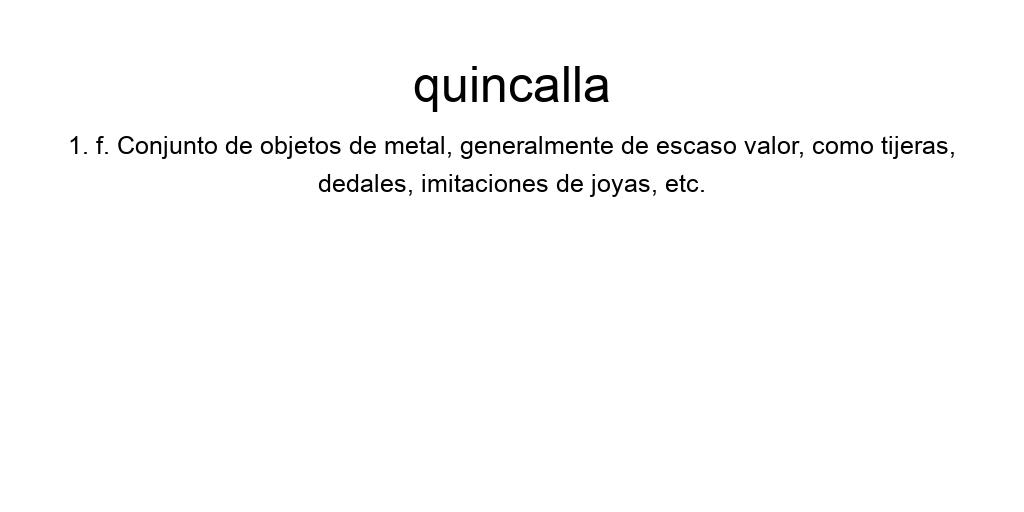 quincalla
1. f. Conjunto de objetos de metal, generalmente de escaso valor, como tijeras,
dedales, imitaciones de joyas, etc.